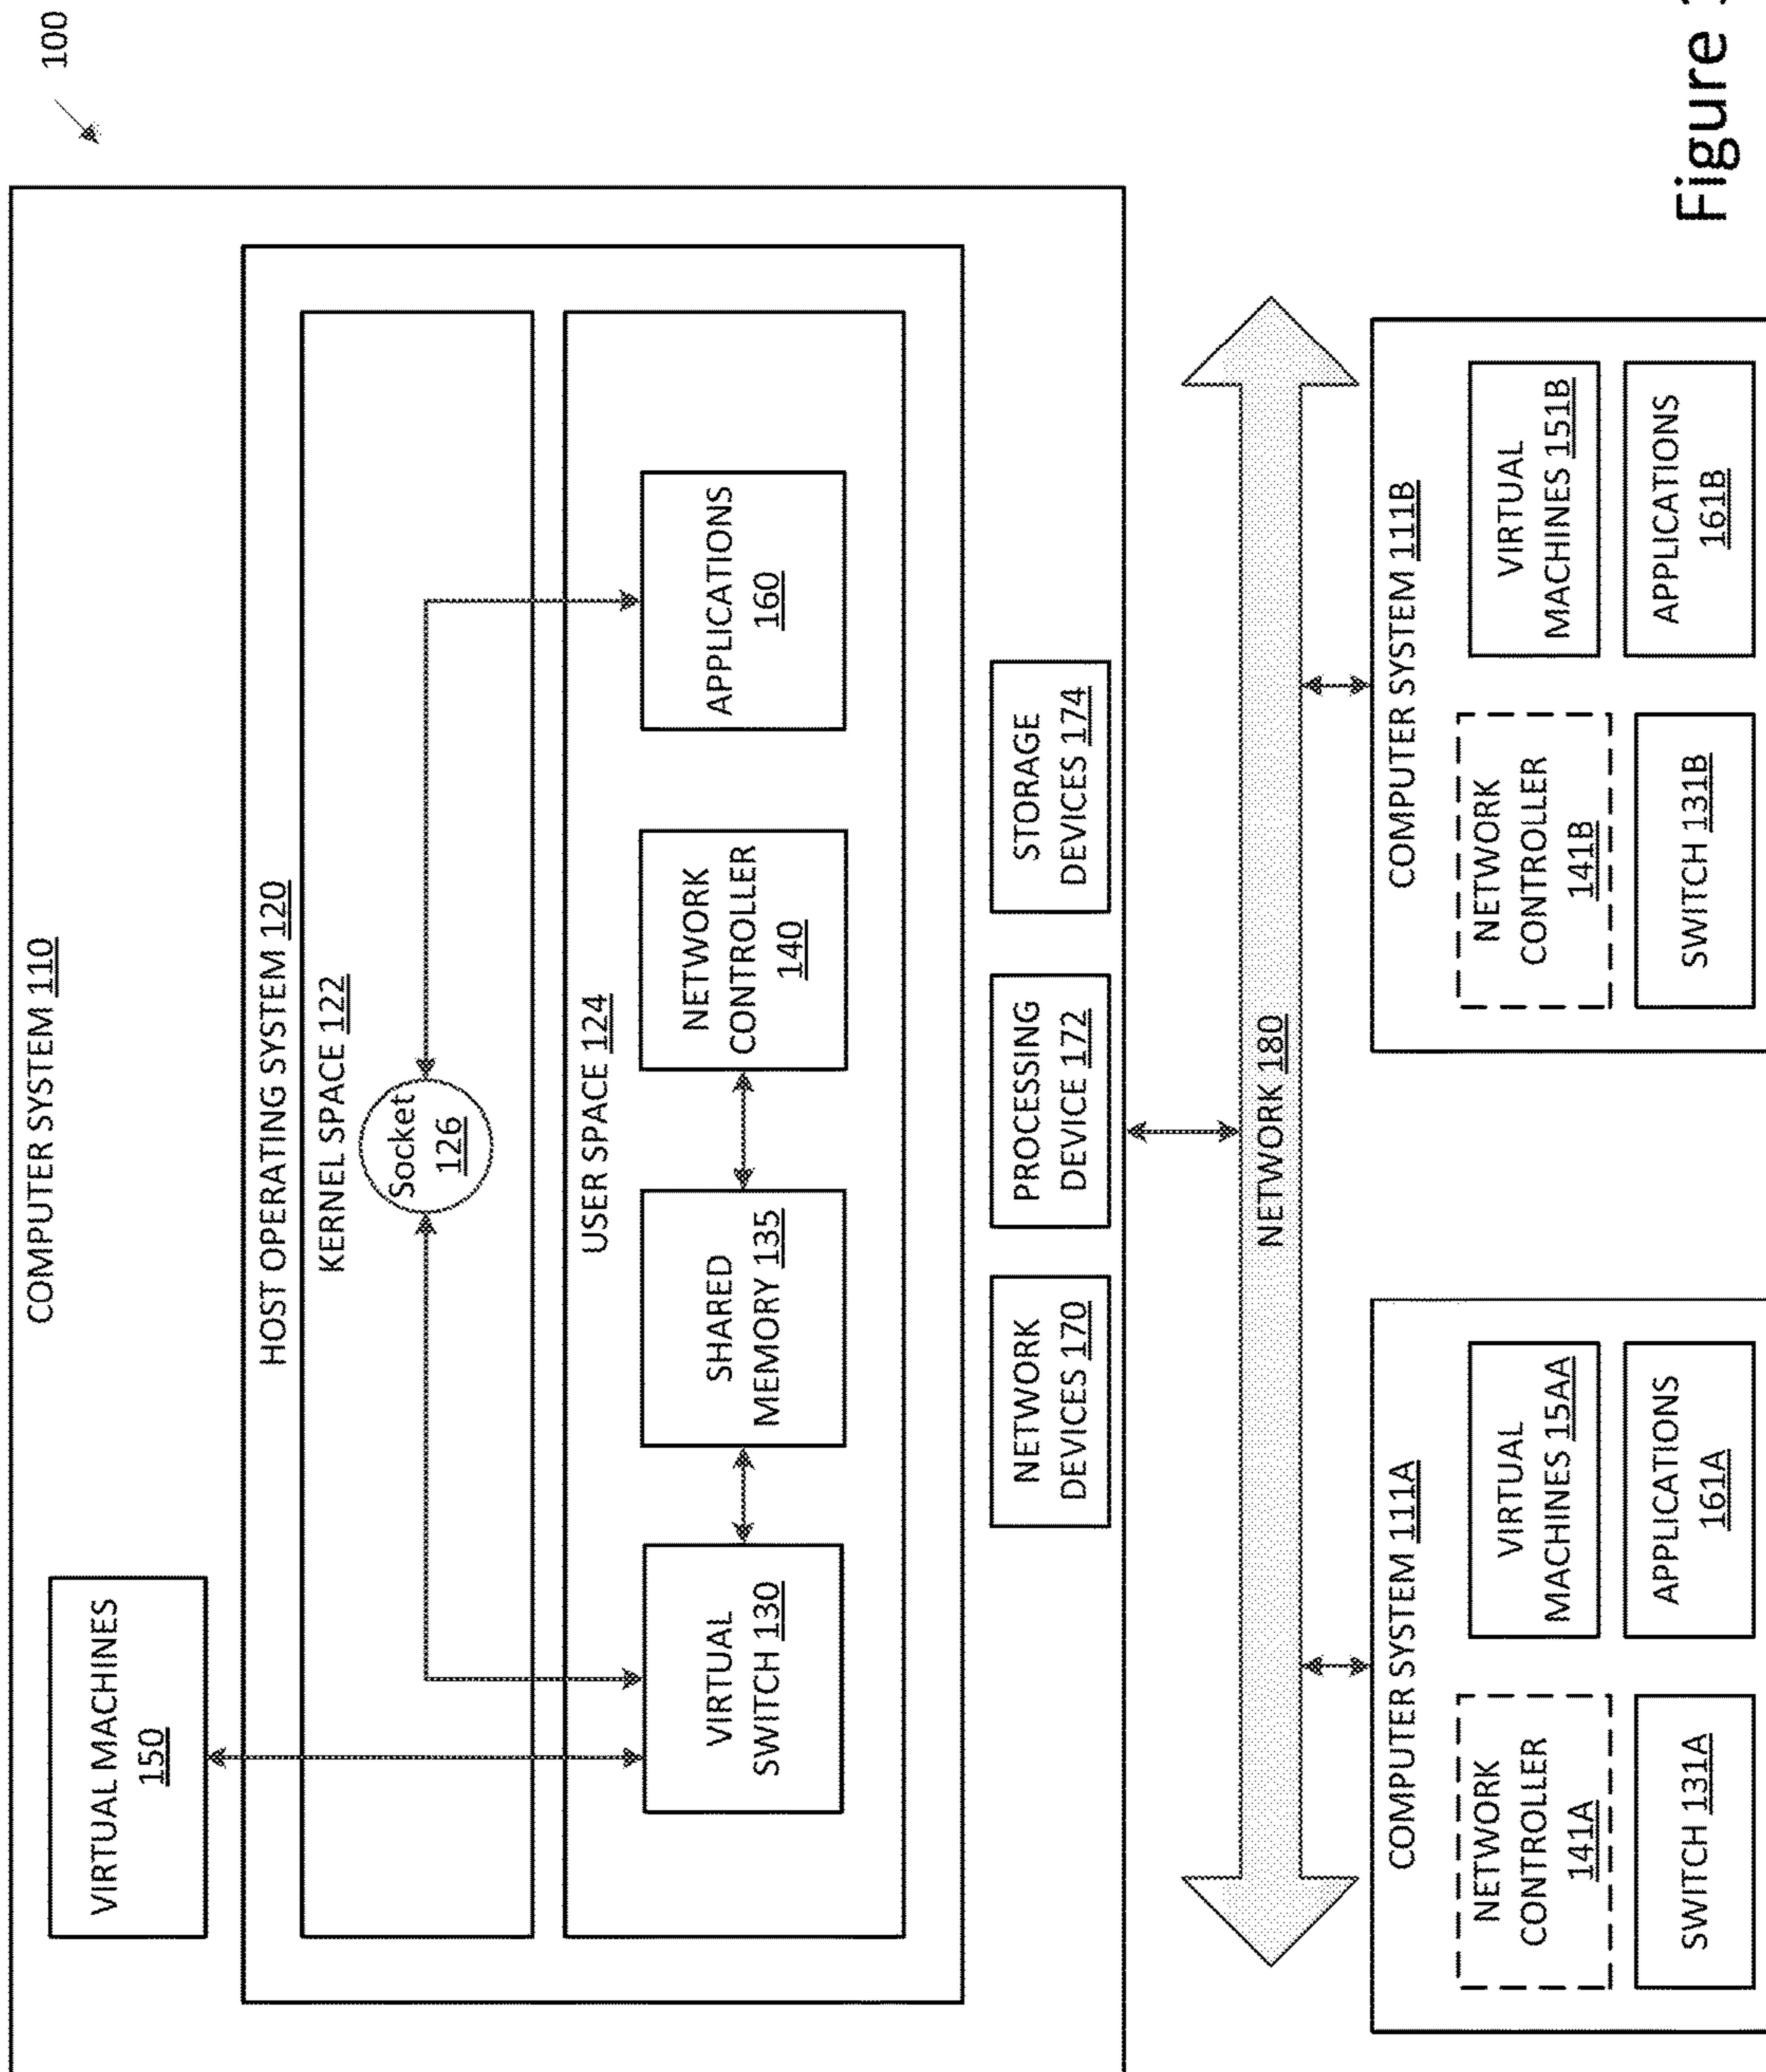 100
COMPUTER SYSTEM 110
VIRTUAL MACHINES
150
HOST OPERATING SYSTEM 120
KERNEL SPACE 122
Socket
126
USER SPACE 124
VIRTUAL
SWITCH 130
SHARED
MEMORY 135
NETWORK
CONTROLLER
140
APPLICATIONS
160
NETWORK
DEVICES 170
PROCESSING
DEVICE 172
STORAGE
DEVICES 174
NETWORK 180
COMPUTER SYSTEM 111A
NETWORK
CONTROLLER
141A
VIRTUAL
MACHINES 15AA
SWITCH 131A
APPLICATIONS
161A
COMPUTER SYSTEM 111B
NETWORK
CONTROLLER
141B
VIRTUAL
MACHINES 151B
SWITCH 131B
APPLICATIONS
161B
Figure